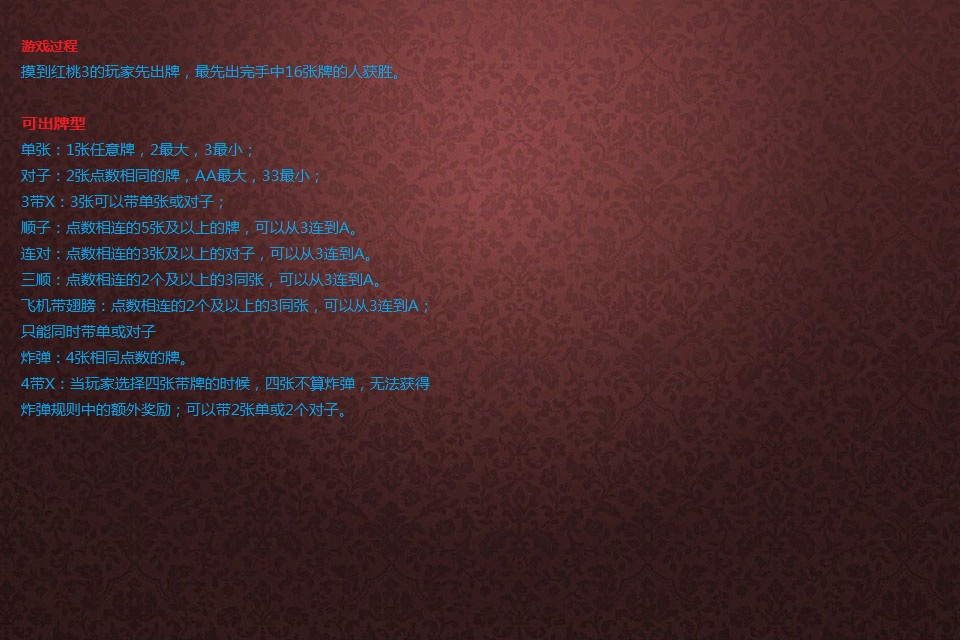 游戏过程
摸到红桃3的玩家先出牌，最先出完手中16张牌的人获胜。
可出牌型
单张：1张任意牌，2最大，3最小；
对子：2张点数相同的牌，AA最大，33最小；
3带X：3张可以带单张或对子；
顺子：点数相连的5张及以上的牌，可以从3连到A。
连对：点数相连的3张及以上的对子，可以从3连到A。
三顺：点数相连的2个及以上的3同张，可以从3连到A。
飞机带翅膀：点数相连的2个及以上的3同张，可以从3连到A；
只能同时带单或对子
炸弹：4张相同点数的牌。
4带X：当玩家选择四张带牌的时候，四张不算炸弹，无法获得
炸弹规则中的额外奖励；可以带2张单或2个对子。